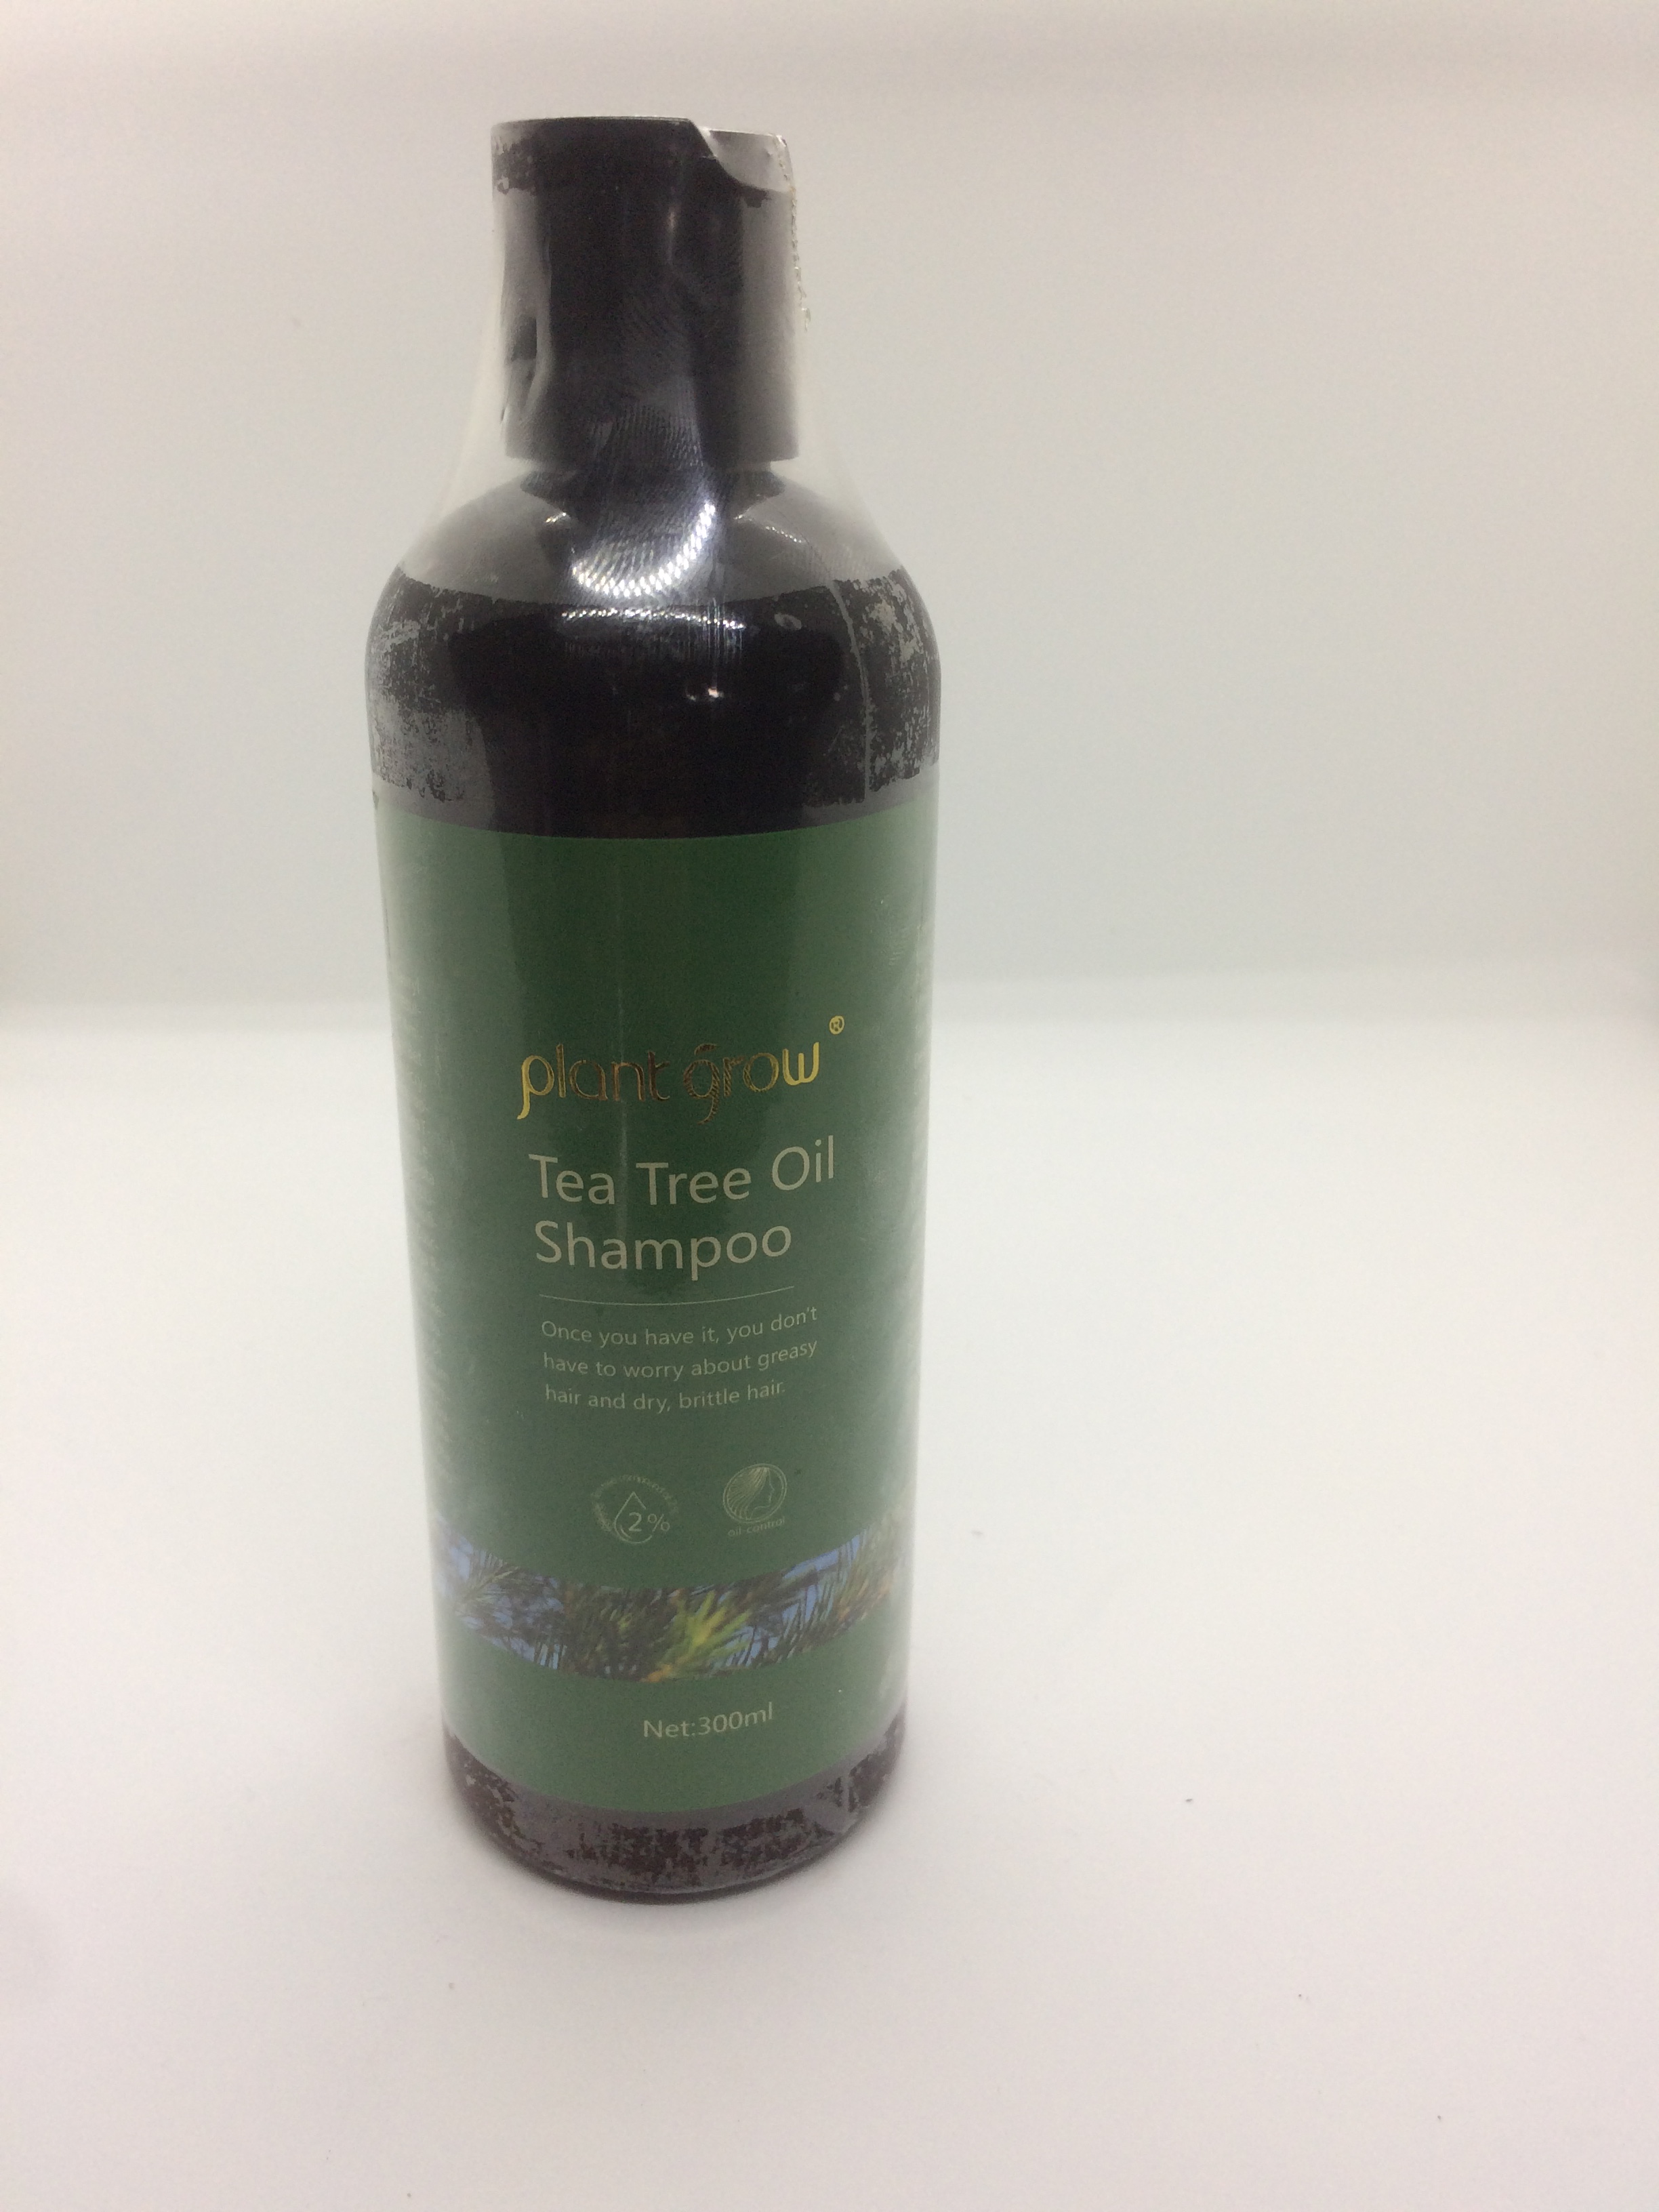 plant grow®
Tea Tree Oil
Shampoo
Once you have it, you don't
have to worry about greasy
hair and dry, brittle hair.
2%
oil-control
Net:300ml